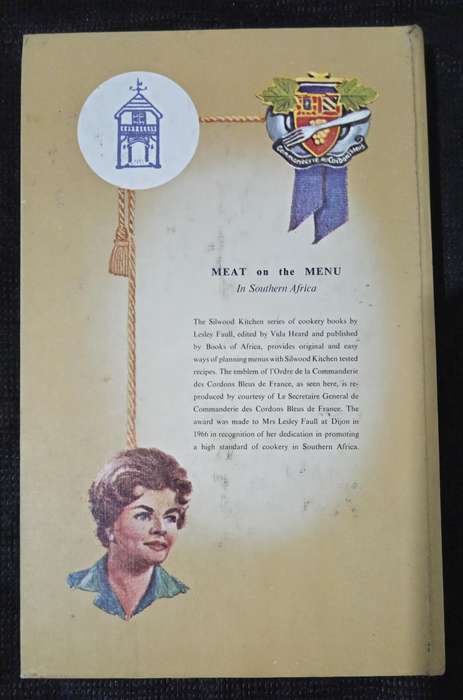 Commanderie des Cordons Bleus
MEAT on the MENU
In Southern Africa
The Silwood Kitchen series of cookery books by
Lesley Faull, edited by Vida Heard and published
by Books of Africa, provides original and easy
ways of planning menus with Silwood Kitchen tested
recipes. The emblem of l'Ordre de la Commanderie
des Cordons Bleus de France, as seen here, is re-
produced by courtesy of Le Secretaire General de
Commanderie des Cordons Bleus de France. The
award was made to Mrs Lesley Faull at Dijon in
1966 in recognition of her dedication in promoting
a high standard of cookery in Southern Africa.